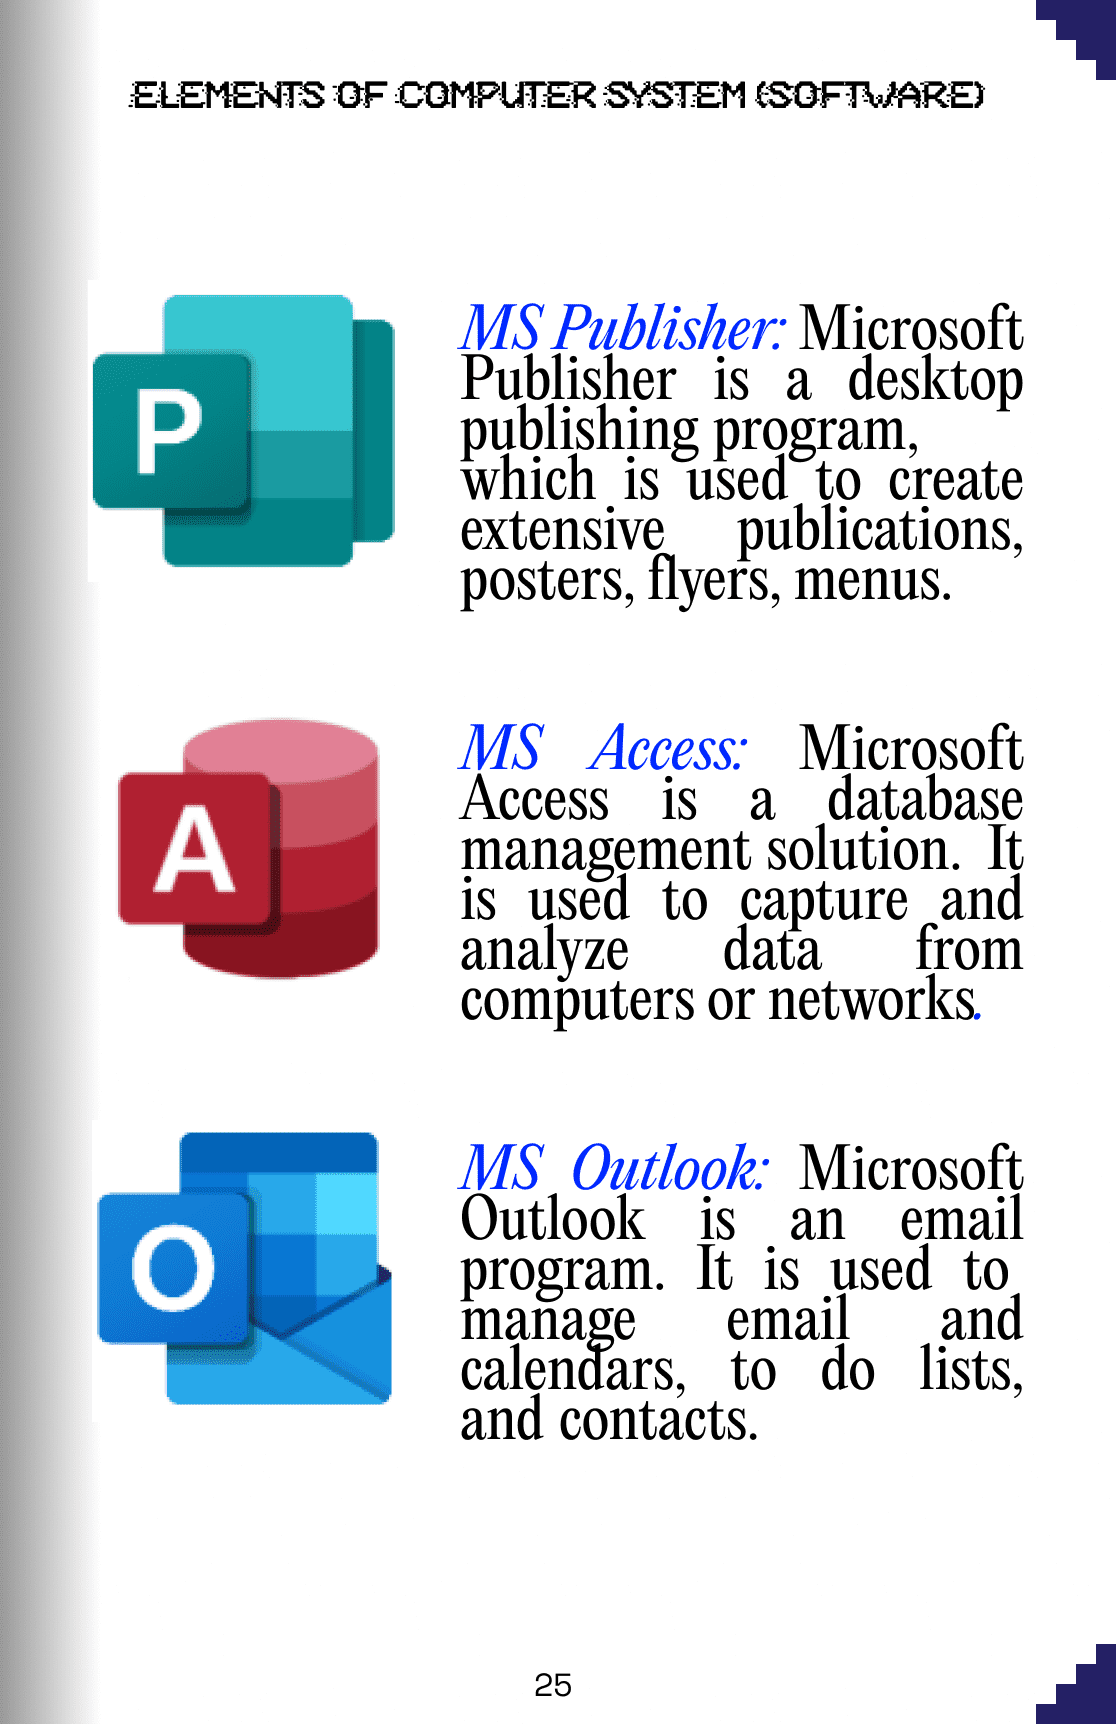 ELEMENTS OF COMPUTER SYSTEM (SOFTWARE)
P
MS Publisher: Microsoft
Publisher is a desktop
publishing program,
which is used to create
extensive publications,
posters, flyers, menus.
A
MS Access: Microsoft
Access is a database
management solution. It
is used to capture and
analyze data from
computers or networks.
O
MS Outlook: Microsoft
Outlook is an email
program. It is used to
manage email and
calendars, to do lists,
and contacts.
25